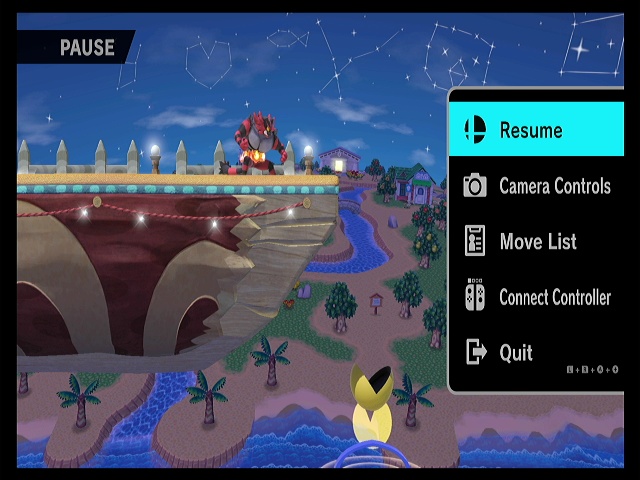 PAUSE
Resume
Camera Controls
Move List
Connect Controller
Quit